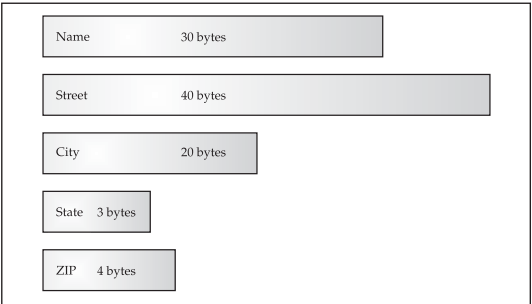 Name 30 bytes
Street 40 bytes
City 20 bytes
State 3 bytes
ZIP 4 bytes